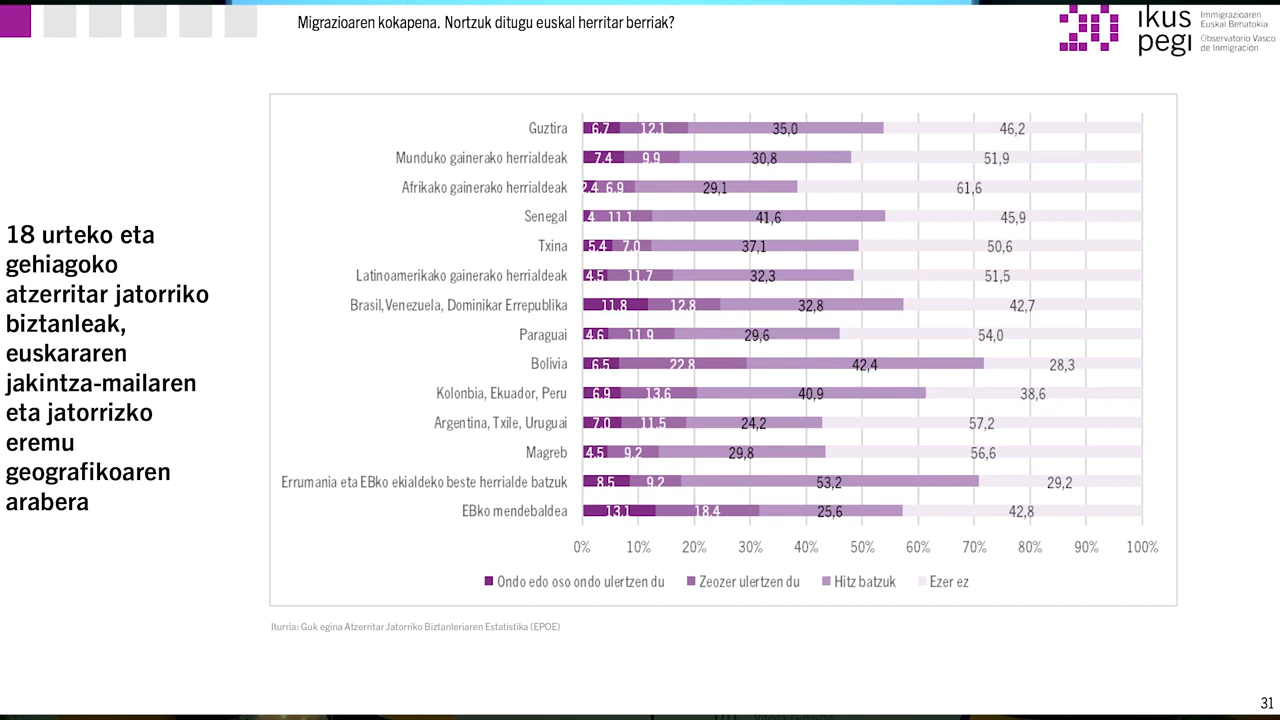 Migrazioaren kokapena. Nortzuk ditugu euskal herritar berriak?
20 ikus pegi
Immigrazioaren
Euskal Behatokia
Observatorio Vasco
de Inmigración
18 urteko eta
gehiagoko
atzerritar jatorriko
biztanleak,
euskararen
jakintza-mailaren
eta jatorrizko
eremu
geografikoaren
arabera
Guztira 6.7 12.1 35,0 46,2
Munduko gainerako herrialdeak 7.4 9.9 30,8 51,9
Afrikako gainerako herrialdeak 2.4 6.9 29,1 61,6
Senegal 4 11.1 41,6 45,9
Txina 5.4 7.0 37,1 50,6
Latinoamerikako gainerako herrialdeak 4.5 11.7 32,3 51,5
Brasil,Venezuela, Dominikar Errepublika 11.8 12.8 32,8 42,7
Paraguai 4.6 11.9 29,6 54,0
Bolivia 6.5 22.8 42,4 28,3
Kolonbia, Ekuador, Peru 6.9 13.6 40,9 38,6
Argentina, Txile, Uruguai 7.0 11.5 24,2 57,2
Magreb 4.5 9.2 29,8 56,6
Errumania eta EBko ekialdeko beste herrialde batzuk 8.5 9.2 53,2 29,2
EBko mendebaldea 13.1 18.4 25,6 42,8
0% 10% 20% 30% 40% 50% 60% 70% 80% 90% 100%
Ondo edo oso ondo ulertzen du Zeozer ulertzen du Hitz batzuk Ezer ez
Iturria: Guk egina Atzerritar Jatorriko Biztanleriaren Estatistika (EPOE)
31